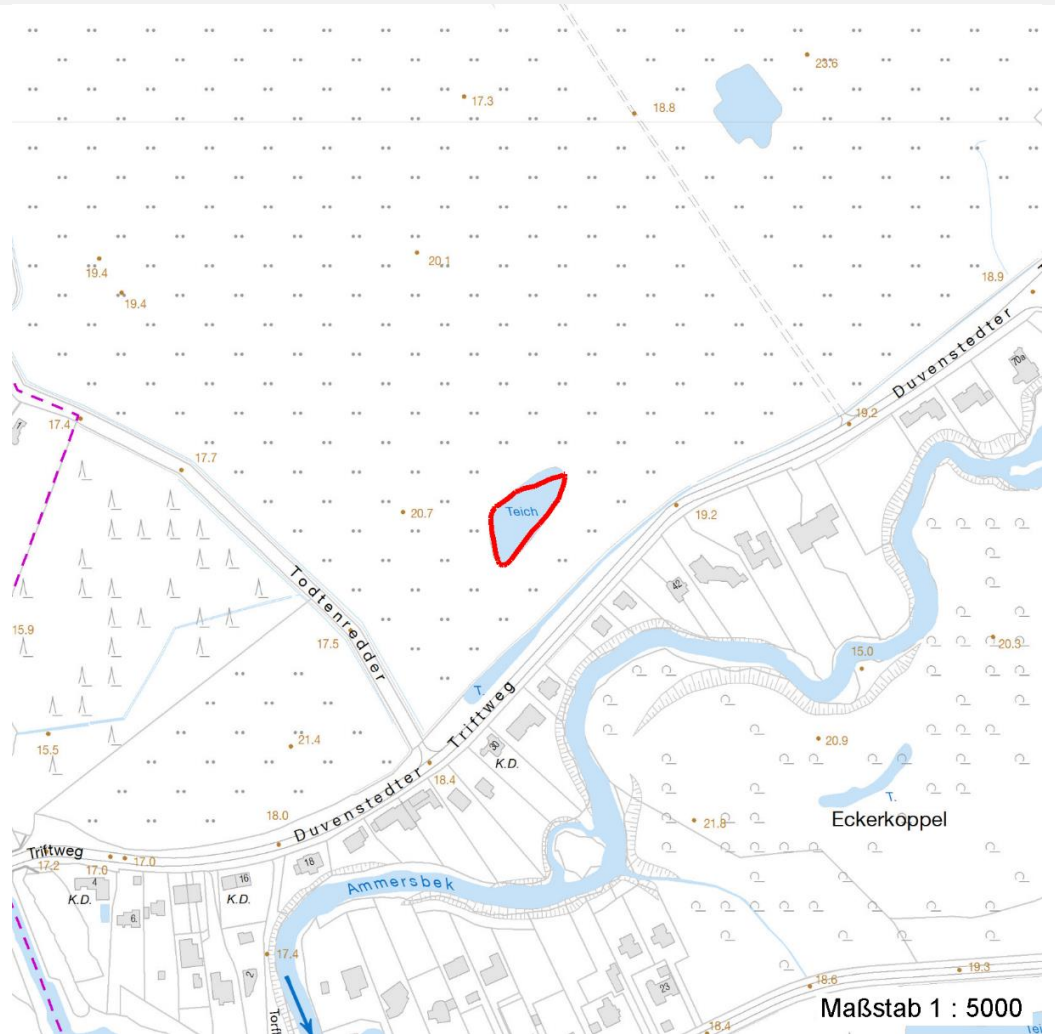 23.6
17.3
18.8
19.4
20.1
19.4
18.9
Duvenstedter
70a
1
17.4
19.2
17.7
20.7
Teich
19.2
42
Todtenredder
15.9
17.5
20.3
15.0
T.
Triftweg
30
K.D.
15.5
21.4
20.9
18.4
T.
Duvenstedter
18.0
21.8
Eckerkoppel
Triftweg
17.2
17.0
17.0
18
4
K.D.
16
K.D.
Ammersbek
6
17.4
2
23
18.6
19.3
Maßstab 1 : 5000
18.4